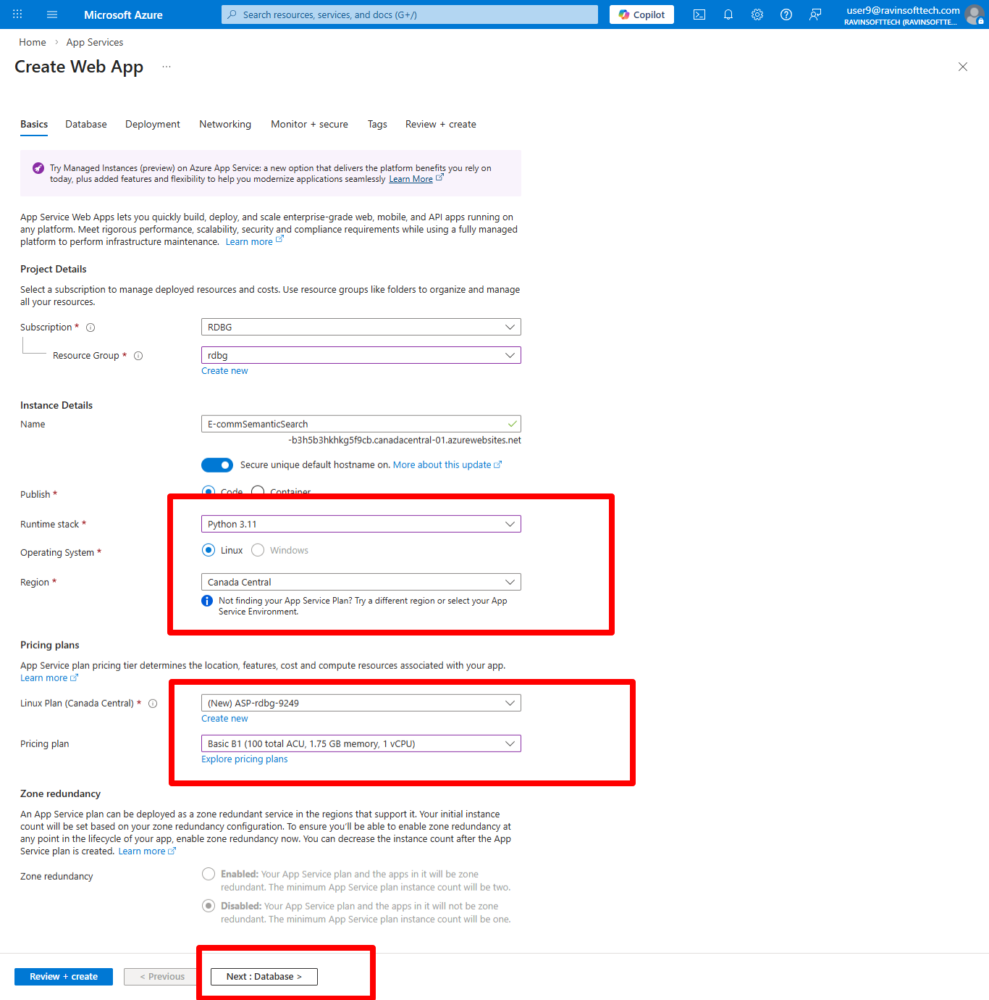 Microsoft Azure
Search resources, services, and docs (G+/)
Copilot
user9@ravinsofttech.com
RAVINSOFTTECH (RAVINSOFTTE...
Home > App Services
Create Web App ...
Basics Database Deployment Networking Monitor + secure Tags Review + create
Try Managed Instances (preview) on Azure App Service: a new option that delivers the platform benefits you rely on
today, plus added features and flexibility to help you modernize applications seamlessly Learn More
App Service Web Apps lets you quickly build, deploy, and scale enterprise-grade web, mobile, and API apps running on
any platform. Meet rigorous performance, scalability, security and compliance requirements while using a fully managed
platform to perform infrastructure maintenance. Learn more
Project Details
Select a subscription to manage deployed resources and costs. Use resource groups like folders to organize and manage
all your resources.
Subscription *
RDBG
Resource Group *
rdbg
Create new
Instance Details
Name
E-commSemanticSearch
-b3h5b3hkhkg5f9cb.canadacentral-01.azurewebsites.net
Secure unique default hostname on. More about this update
Publish *
Code Container
Runtime stack *
Python 3.11
Operating System *
Linux Windows
Region *
Canada Central
Not finding your App Service Plan? Try a different region or select your App
Service Environment.
Pricing plans
App Service plan pricing tier determines the location, features, cost and compute resources associated with your app.
Learn more
Linux Plan (Canada Central) *
(New) ASP-rdbg-9249
Create new
Pricing plan
Basic B1 (100 total ACU, 1.75 GB memory, 1 vCPU)
Explore pricing plans
Zone redundancy
An App Service plan can be deployed as a zone redundant service in the regions that support it. Your initial instance
count will be set based on your zone redundancy configuration. To ensure you'll be able to enable zone redundancy at
any point in the lifecycle of your app, enable zone redundancy now. You can decrease the instance count after the App
Service plan is created. Learn more
Zone redundancy
Enabled: Your App Service plan and the apps in it will be zone
redundant. The minimum App Service plan instance count will be two.
Disabled: Your App Service plan and the apps in it will not be zone
redundant. The minimum App Service plan instance count will be one.
Review + create
< Previous
Next : Database >